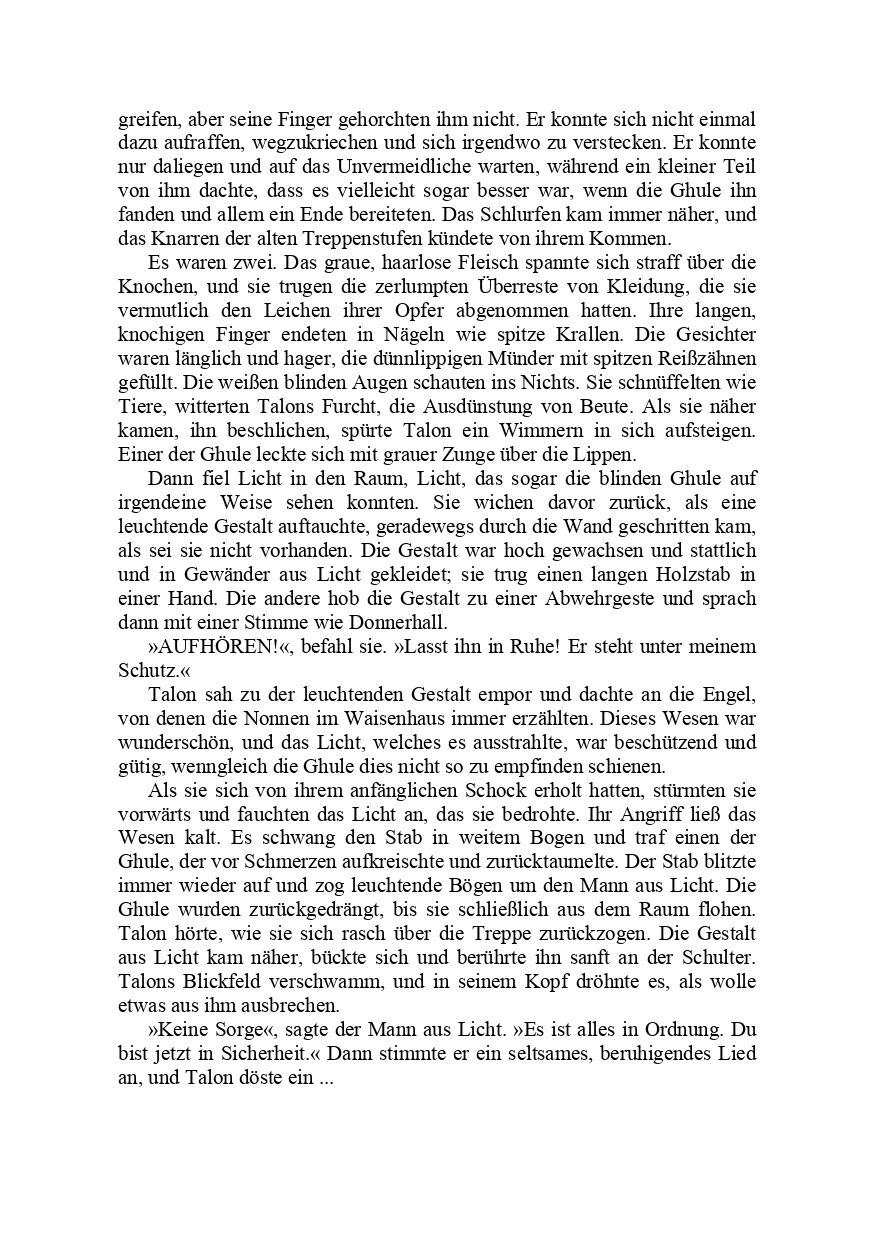 greifen, aber seine Finger gehorchten ihm nicht. Er konnte sich nicht einmal
dazu aufraffen, wegzukriechen und sich irgendwo zu verstecken. Er konnte
nur daliegen und auf das Unvermeidliche warten, während ein kleiner Teil
von ihm dachte, dass es vielleicht sogar besser war, wenn die Ghule ihn
fanden und allem ein Ende bereiteten. Das Schlurfen kam immer näher, und
das Knarren der alten Treppenstufen kündete von ihrem Kommen.
Es waren zwei. Das graue, haarlose Fleisch spannte sich straff über die
Knochen, und sie trugen die zerlumpten Überreste von Kleidung, die sie
vermutlich den Leichen ihrer Opfer abgenommen hatten. Ihre langen,
knochigen Finger endeten in Nägeln wie spitze Krallen. Die Gesichter
waren länglich und hager, die dünnlippigen Münder mit spitzen Reißzähnen
gefüllt. Die weißen blinden Augen schauten ins Nichts. Sie schnüffelten wie
Tiere, witterten Talons Furcht, die Ausdünstung von Beute. Als sie näher
kamen, ihn beschlichen, spürte Talon ein Wimmern in sich aufsteigen.
Einer der Ghule leckte sich mit grauer Zunge über die Lippen.
Dann fiel Licht in den Raum, Licht, das sogar die blinden Ghule auf
irgendeine Weise sehen konnten. Sie wichen davor zurück, als eine
leuchtende Gestalt auftauchte, geradewegs durch die Wand geschritten kam,
als sei sie nicht vorhanden. Die Gestalt war hoch gewachsen und stattlich
und in Gewänder aus Licht gekleidet; sie trug einen langen Holzstab in
einer Hand. Die andere hob die Gestalt zu einer Abwehrgeste und sprach
dann mit einer Stimme wie Donnerhall.
»AUFHÖREN!«, befahl sie. »Lasst ihn in Ruhe! Er steht unter meinem
Schutz.«
Talon sah zu der leuchtenden Gestalt empor und dachte an die Engel,
von denen die Nonnen im Waisenhaus immer erzählten. Dieses Wesen war
wunderschön, und das Licht, welches es ausstrahlte, war beschützend und
gütig, wenngleich die Ghule dies nicht so zu empfinden schienen.
Als sie sich von ihrem anfänglichen Schock erholt hatten, stürmten sie
vorwärts und fauchten das Licht an, das sie bedrohte. Ihr Angriff ließ das
Wesen kalt. Es schwang den Stab in weitem Bogen und traf einen der
Ghule, der vor Schmerzen aufkreischte und zurücktaumelte. Der Stab blitzte
immer wieder auf und zog leuchtende Bögen um den Mann aus Licht. Die
Ghule wurden zurückgedrängt, bis sie schließlich aus dem Raum flohen.
Talon hörte, wie sie sich rasch über die Treppe zurückzogen. Die Gestalt
aus Licht kam näher, bückte sich und berührte ihn sanft an der Schulter.
Talons Blickfeld verschwamm, und in seinem Kopf dröhnte es, als wolle
etwas aus ihm ausbrechen.
»Keine Sorge«, sagte der Mann aus Licht. »Es ist alles in Ordnung. Du
bist jetzt in Sicherheit.« Dann stimmte er ein seltsames, beruhigendes Lied
an, und Talon döste ein ...